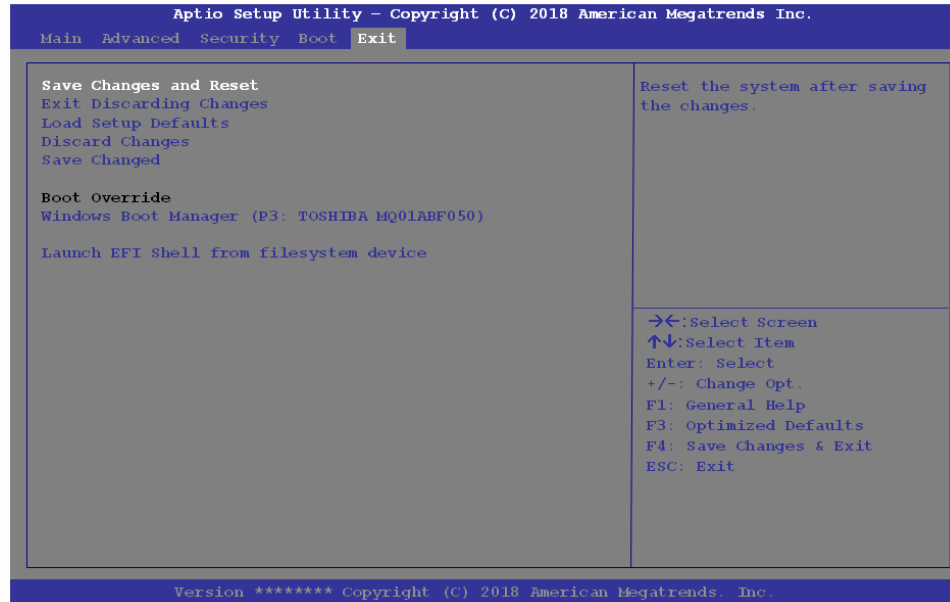 Aptio Setup Utility – Copyright (C) 2018 American Megatrends Inc.
Main Advanced Security Boot Exit
Save Changes and Reset
Exit Discarding Changes
Load Setup Defaults
Discard Changes
Save Changed
Boot Override
Windows Boot Manager (P3: TOSHIBA MQ01ABF050)
Launch EFI Shell from filesystem device
Reset the system after saving
the changes.
→←:Select Screen
↑↓:Select Item
Enter: Select
+/-: Change Opt.
F1: General Help
F3: Optimized Defaults
F4: Save Changes & Exit
ESC: Exit
Version ******** Copyright (C) 2018 American Megatrends. Inc.